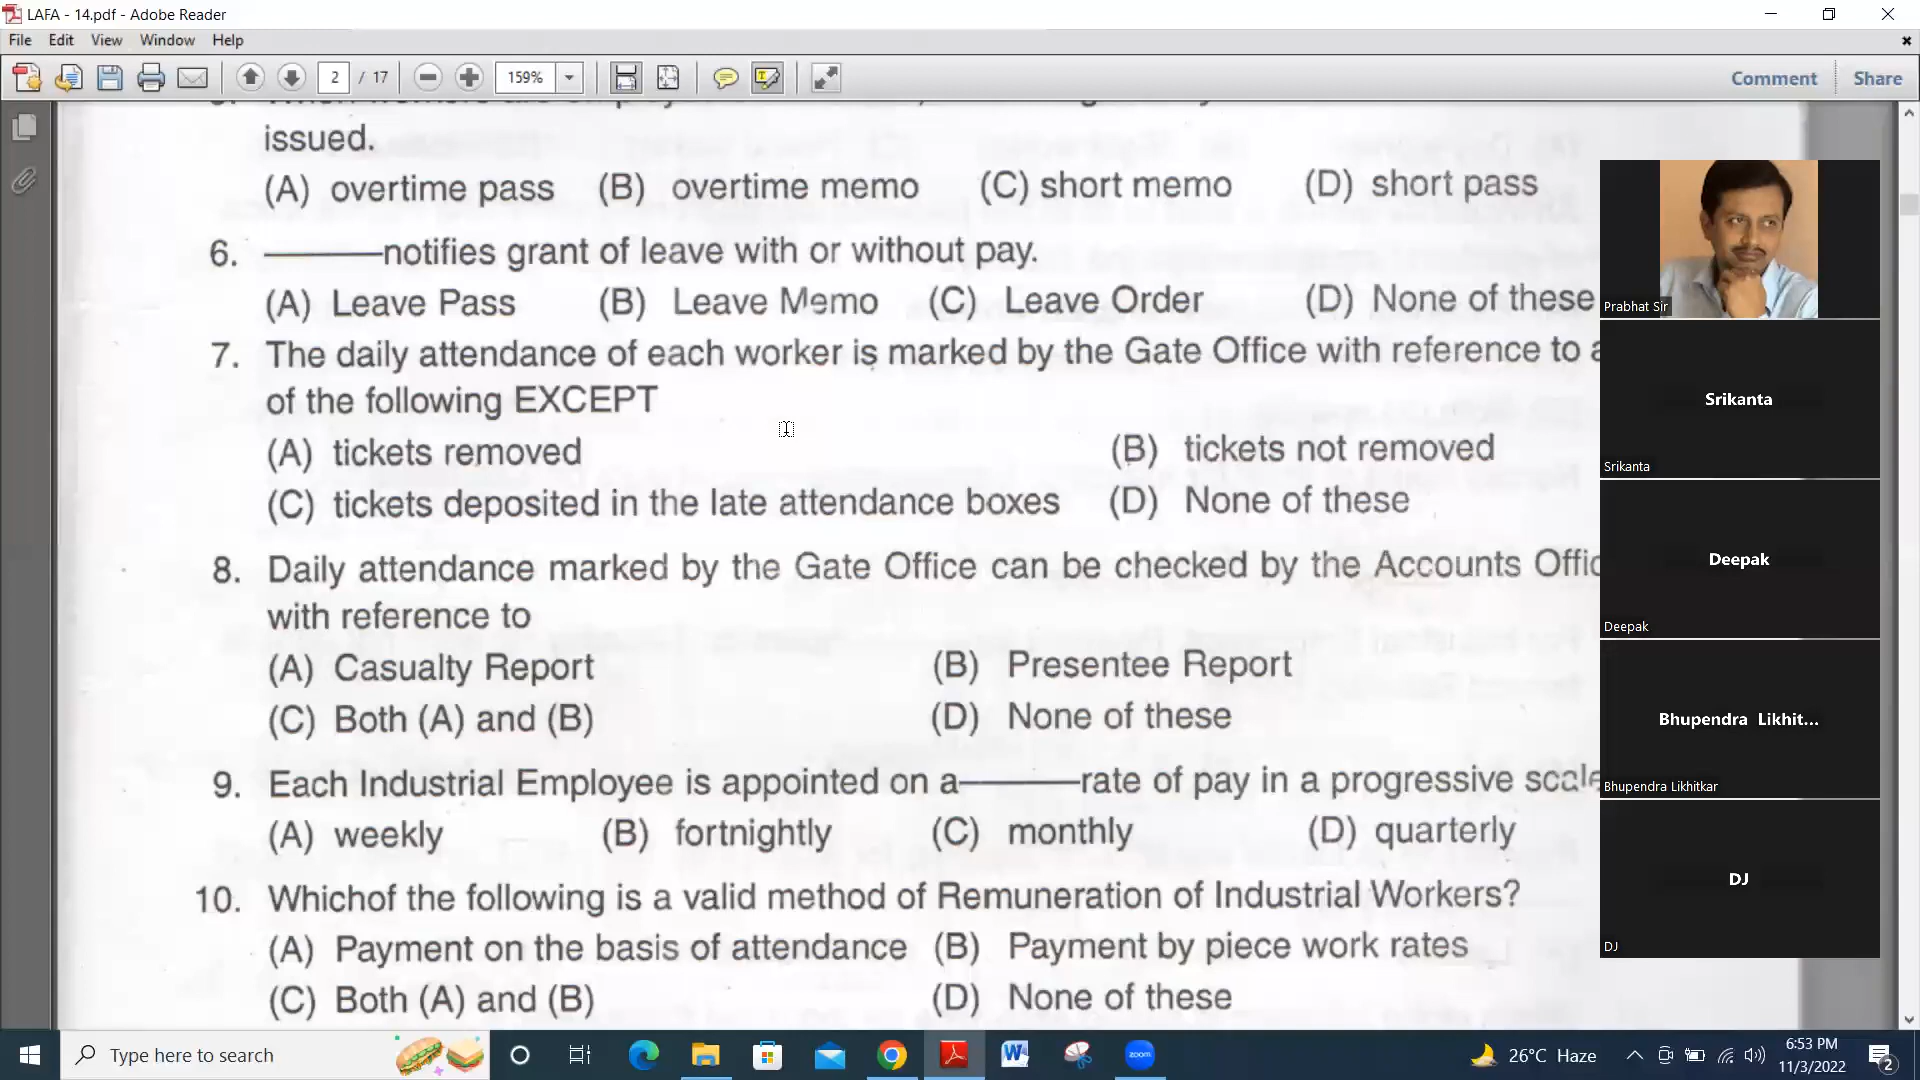 LAFA - 14.pdf - Adobe Reader
File Edit View Window Help
2 / 17 159% Comment Share
issued.
(A) overtime pass (B) overtime memo (C) short memo (D) short pass
6. ———notifies grant of leave with or without pay.
(A) Leave Pass (B) Leave Memo (C) Leave Order (D) None of these
7. The daily attendance of each worker is marked by the Gate Office with reference to
of the following EXCEPT
(A) tickets removed (B) tickets not removed
(C) tickets deposited in the late attendance boxes (D) None of these
8. Daily attendance marked by the Gate Office can be checked by the Accounts
with reference to
(A) Casualty Report (B) Presentee Report
(C) Both (A) and (B) (D) None of these
9. Each Industrial Employee is appointed on a———rate of pay in a progressive scale
(A) weekly (B) fortnightly (C) monthly (D) quarterly
10. Whichof the following is a valid method of Remuneration of Industrial Workers?
(A) Payment on the basis of attendance (B) Payment by piece work rates
(C) Both (A) and (B) (D) None of these
Prabhat Sir
Srikanta
Srikanta
Deepak
Deepak
Bhupendra Likhit...
Bhupendra Likhitkar
DJ
DJ
Type here to search
zoom
26°C Haze
6:53 PM
11/3/2022
2